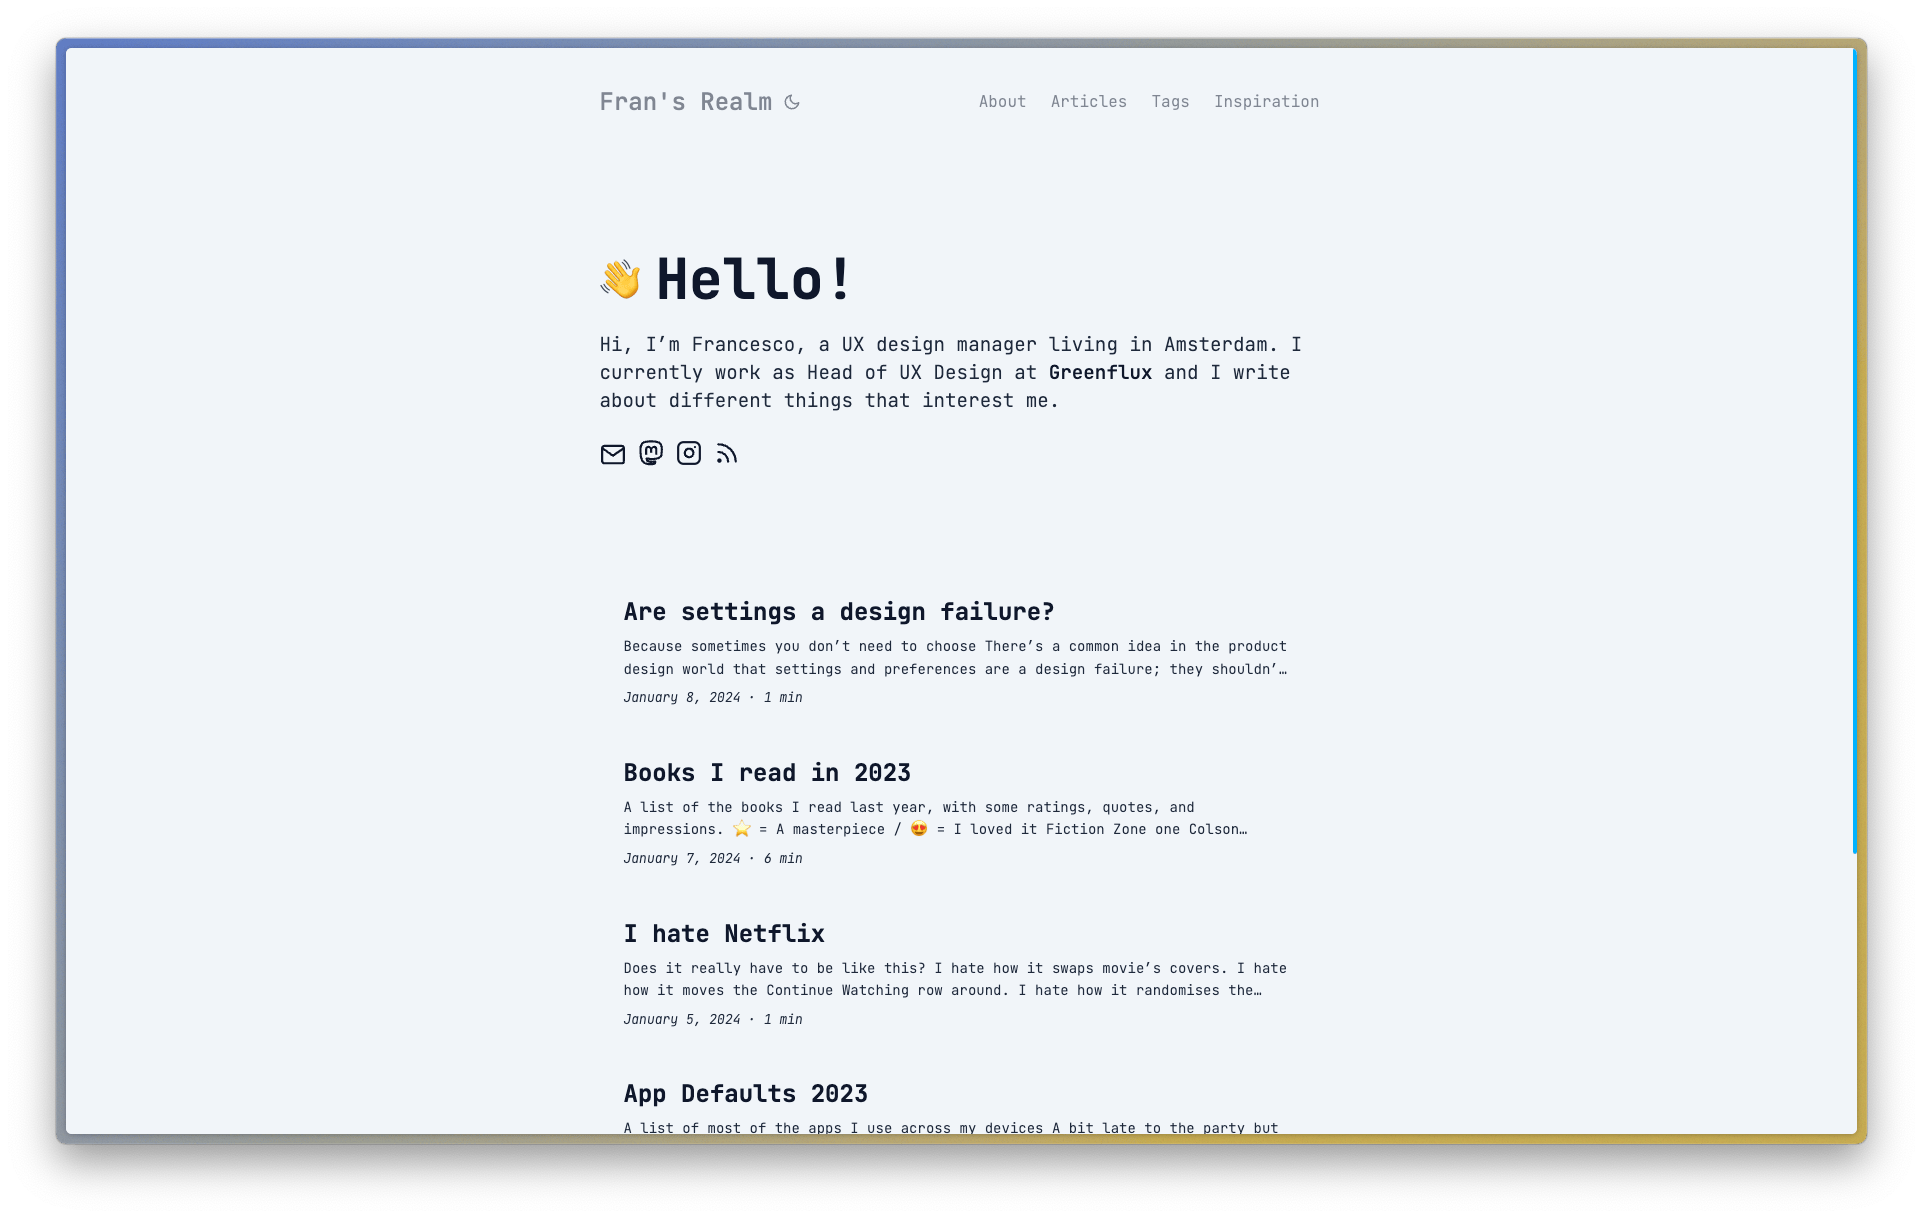 Fran's Realm
About Articles Tags Inspiration
👋 Hello!
Hi, I’m Francesco, a UX design manager living in Amsterdam. I
currently work as Head of UX Design at Greenflux and I write
about different things that interest me.
Are settings a design failure?
Because sometimes you don’t need to choose There’s a common idea in the product
design world that settings and preferences are a design failure; they shouldn’…
January 8, 2024 · 1 min
Books I read in 2023
A list of the books I read last year, with some ratings, quotes, and
impressions. ⭐ = A masterpiece / 😍 = I loved it Fiction Zone one Colson…
January 7, 2024 · 6 min
I hate Netflix
Does it really have to be like this? I hate how it swaps movie’s covers. I hate
how it moves the Continue Watching row around. I hate how it randomises the…
January 5, 2024 · 1 min
App Defaults 2023
A list of most of the apps I use across my devices A bit late to the party but